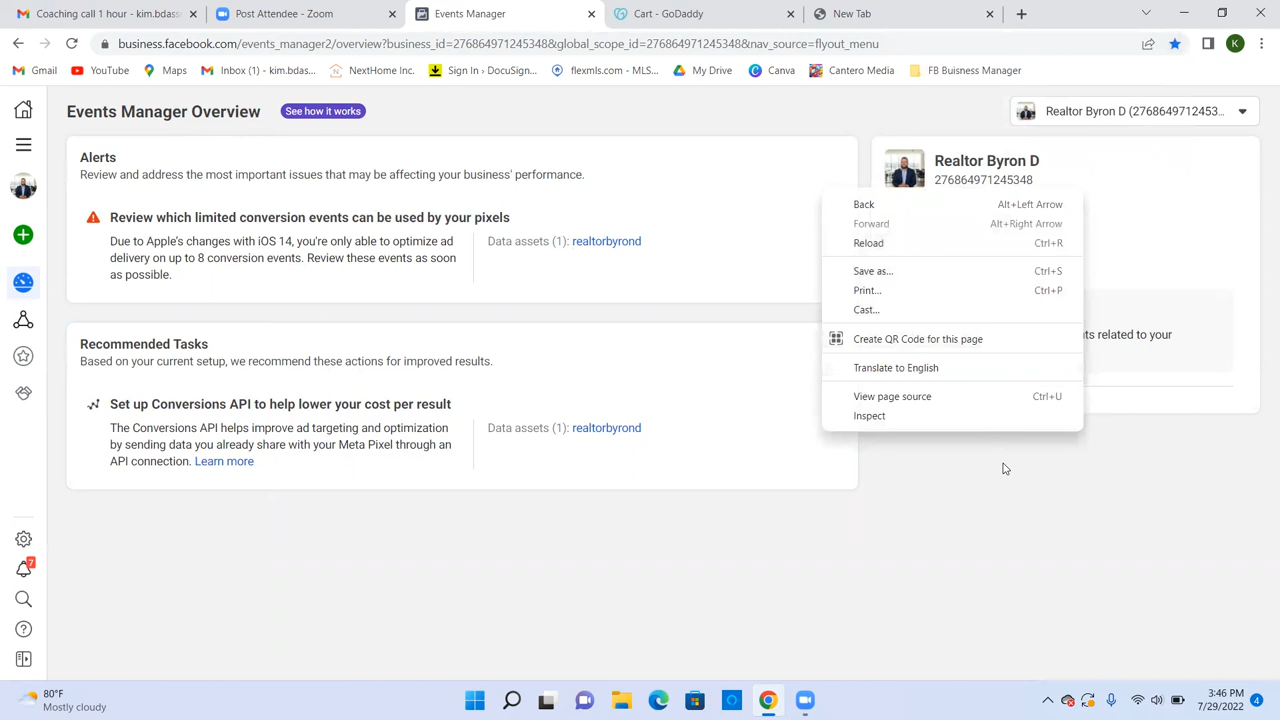 Coaching call 1 hour - kim.bdass
Post Attendee - Zoom
Events Manager
Cart - GoDaddy
New Tab
business.facebook.com/events_manager2/overview?business_id=276864971245348&global_scope_id=276864971245348&nav_source=flyout_menu
K
Gmail
YouTube
Maps
Inbox (1) - kim.bdas...
NextHome Inc.
Sign In › DocuSign...
flexmls.com - MLS...
My Drive
Canva
Cantero Media
FB Buisness Manager
Events Manager Overview
See how it works
Realtor Byron D (2768649712453...
Alerts
Review and address the most important issues that may be affecting your business' performance.
Review which limited conversion events can be used by your pixels
Due to Apple's changes with iOS 14, you're only able to optimize ad
delivery on up to 8 conversion events. Review these events as soon
as possible.
Data assets (1): realtorbyrond
Recommended Tasks
Based on your current setup, we recommend these actions for improved results.
Set up Conversions API to help lower your cost per result
The Conversions API helps improve ad targeting and optimization
by sending data you already share with your Meta Pixel through an
API connection. Learn more
Data assets (1): realtorbyrond
Realtor Byron D
276864971245348
Back Alt+Left Arrow
Forward Alt+Right Arrow
Reload Ctrl+R
Save as... Ctrl+S
Print... Ctrl+P
Cast...
Create QR Code for this page
Translate to English
View page source Ctrl+U
Inspect
nts related to your
7
80°F
Mostly cloudy
3:46 PM
7/29/2022
4